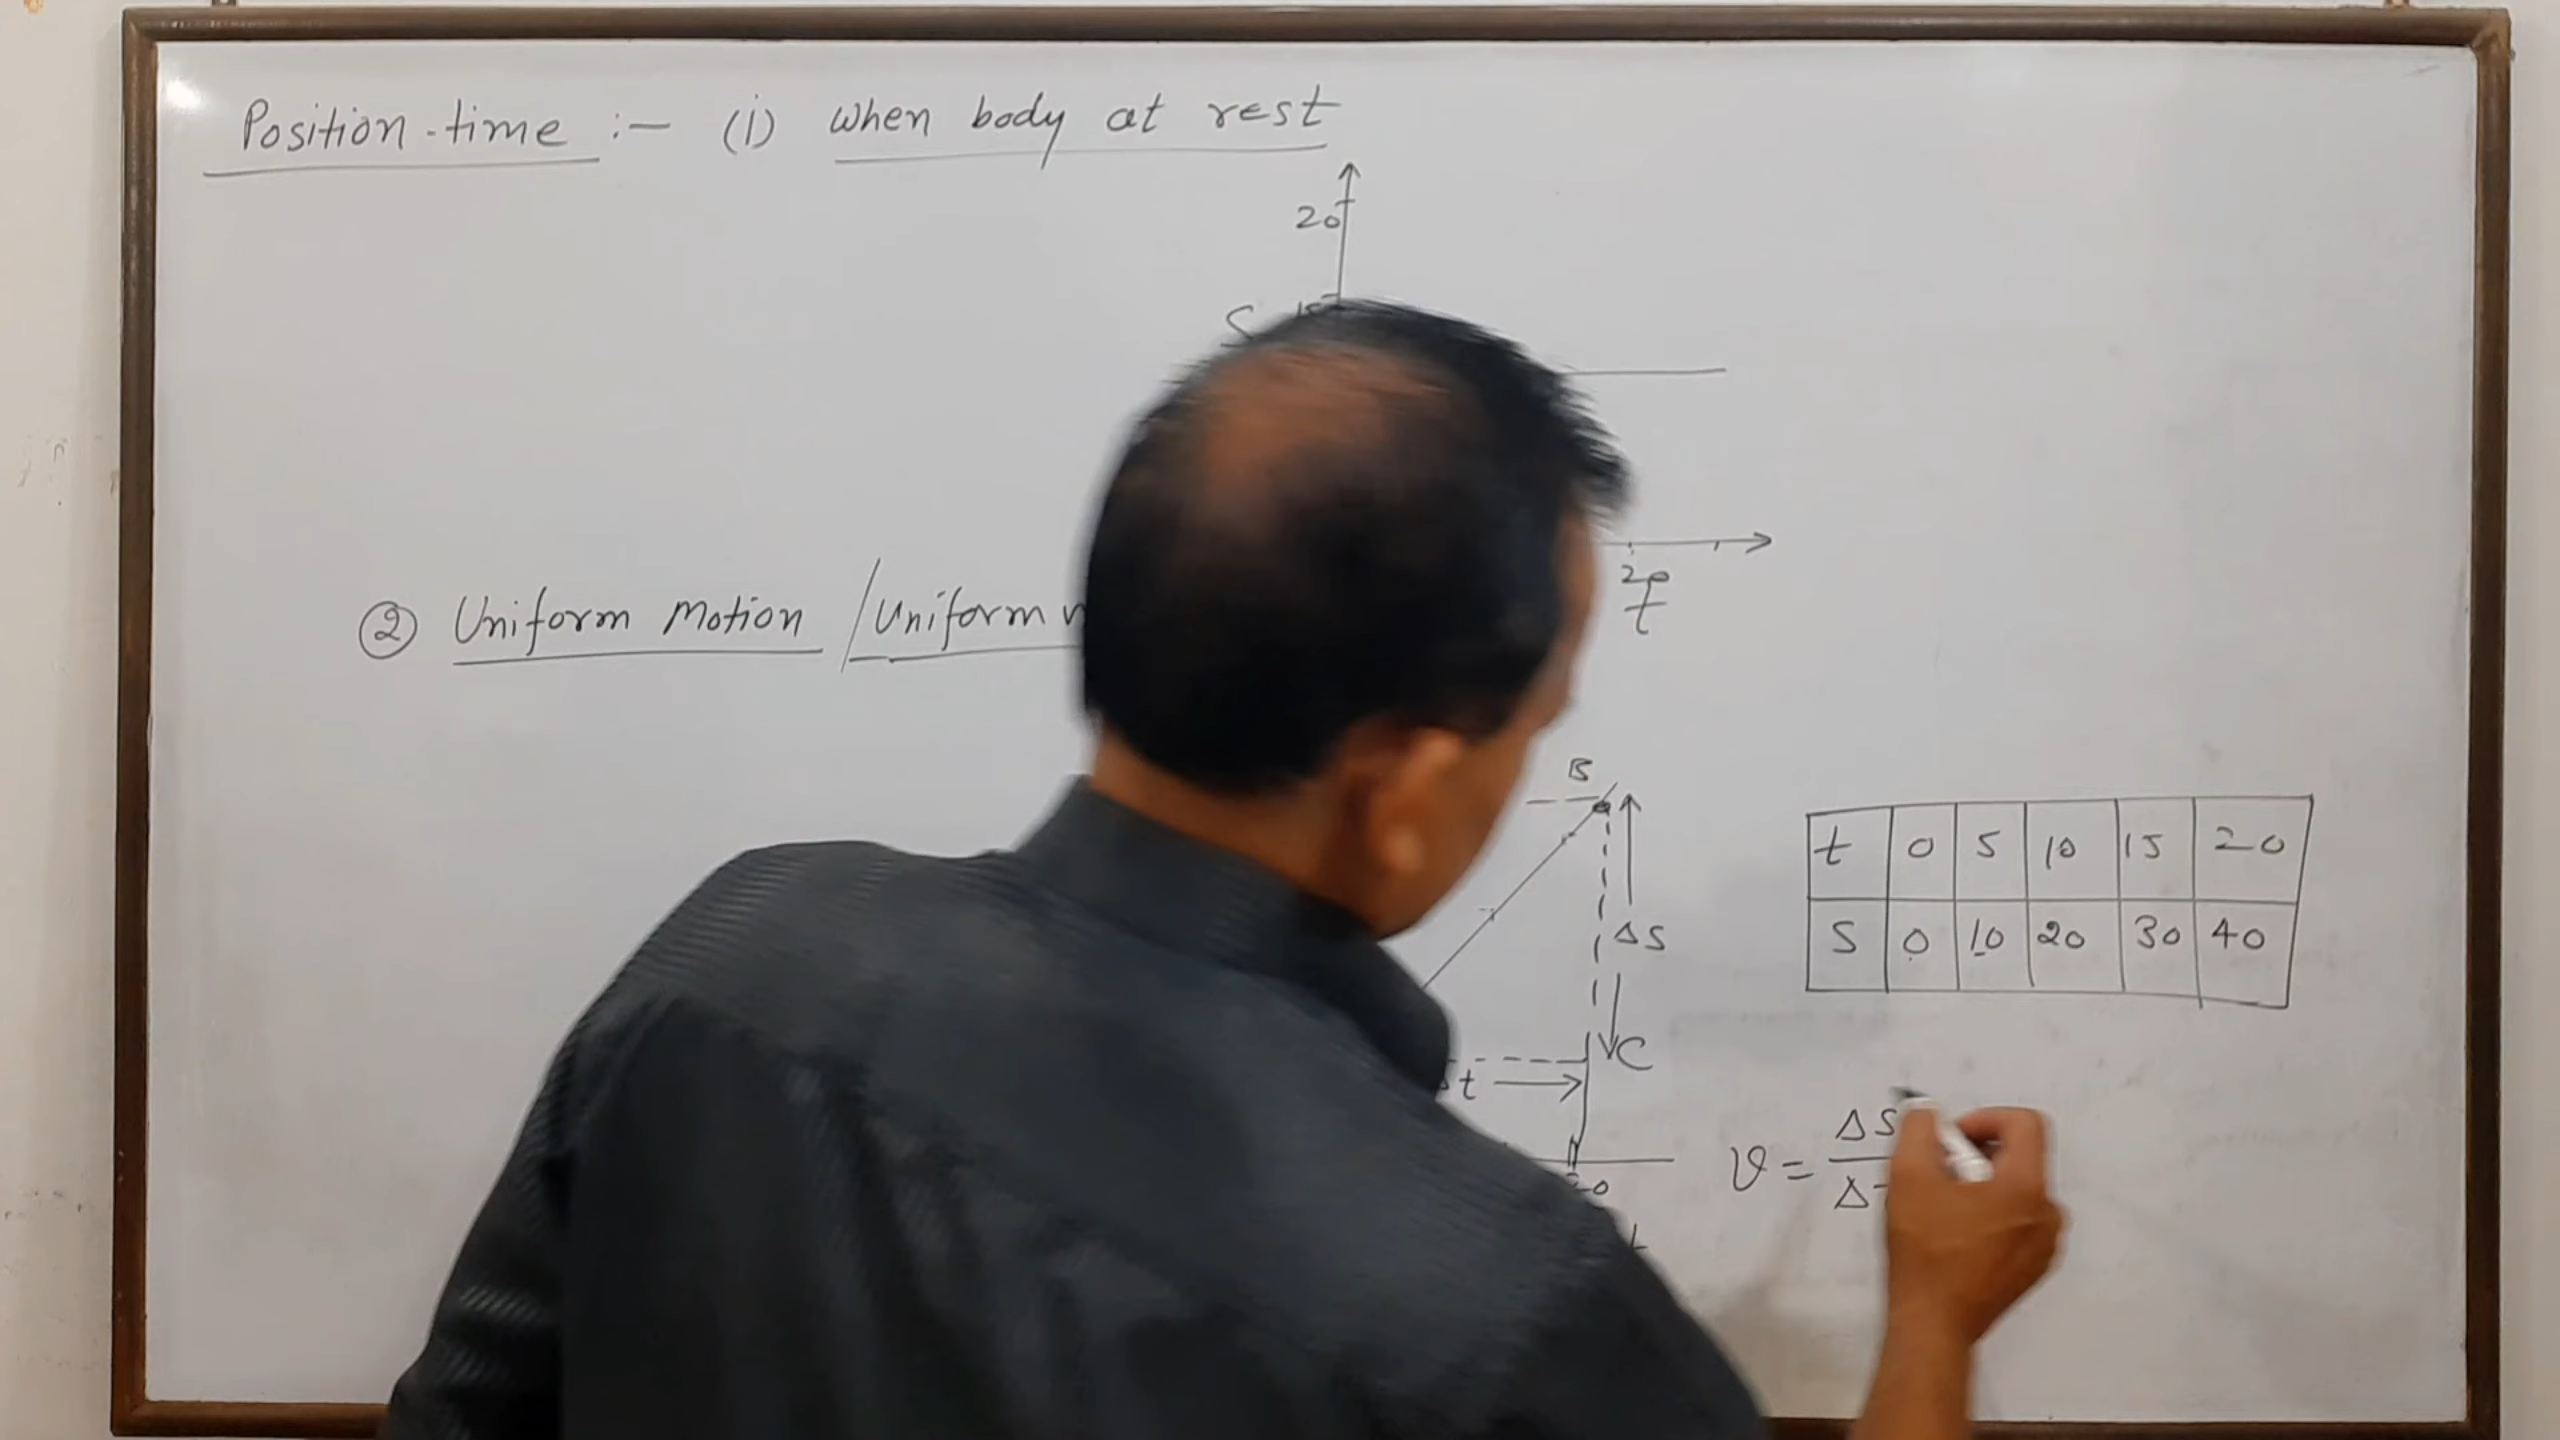 Position-time :- (i) when body at rest
20
S
20
t
② Uniform Motion / Uniform
B
t 0 5 10 15 20
S 0 10 20 30 40
ΔS
C
t
v = ΔS
Δ